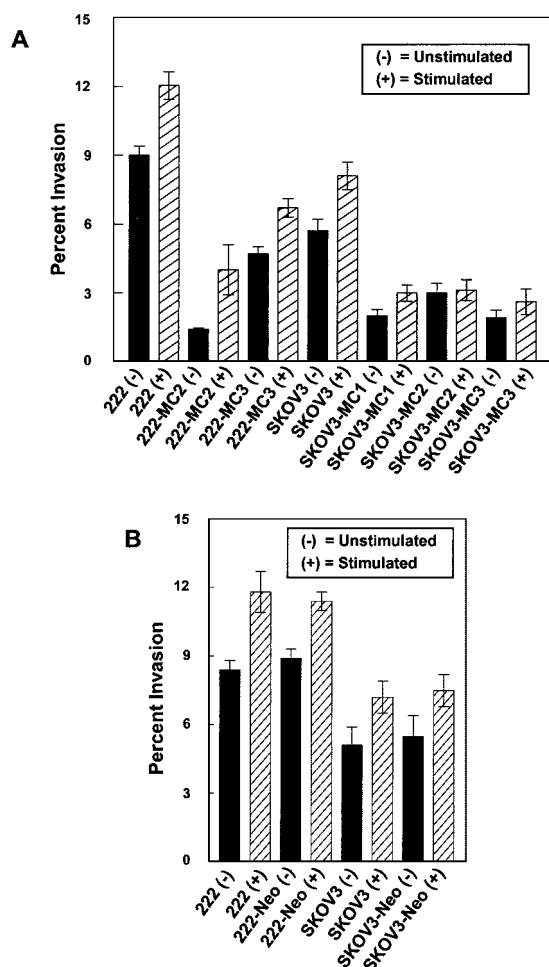 A
15
12
9
6
3
0
Percent Invasion
(-) = Unstimulated
(+) = Stimulated
222 (-)
222 (+)
222-MC2 (-)
222-MC2 (+)
222-MC3 (-)
222-MC3 (+)
SKOV3 (-)
SKOV3 (+)
SKOV3-MC1 (-)
SKOV3-MC1 (+)
SKOV3-MC2 (-)
SKOV3-MC2 (+)
SKOV3-MC3 (-)
SKOV3-MC3 (+)
B
15
12
9
6
3
0
Percent Invasion
(-) = Unstimulated
(+) = Stimulated
222 (-)
222 (+)
222-Neo (-)
222-Neo (+)
SKOV3 (-)
SKOV3 (+)
SKOV3-Neo (-)
SKOV3-Neo (+)